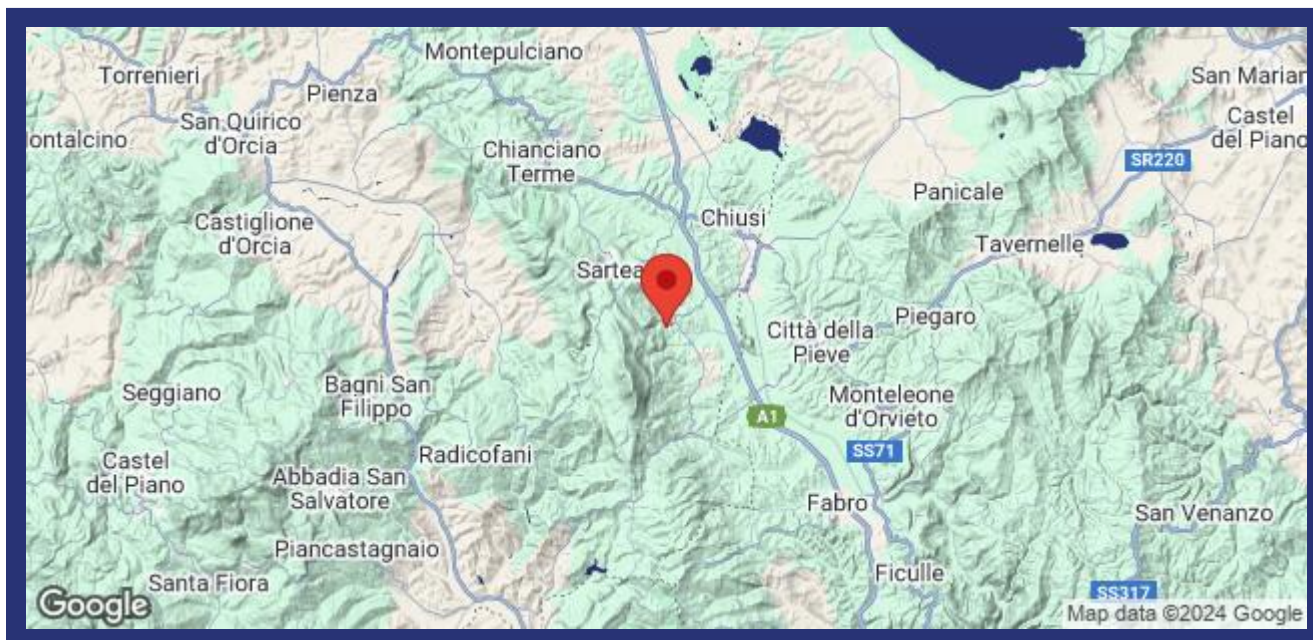 Montepulciano
Torrenieri
San Marian
Pienza
Castel
del Piano
San Quirico
d'Orcia
ontalcino
Chianciano
Terme
SR220
Panicale
Castiglione
d'Orcia
Chiusi
Tavernelle
Sartea
Piegaro
Città della
Pieve
Seggiano
Bagni San
Filippo
Monteleone
d'Orvieto
A1
SS71
Radicofani
Castel
del Piano
Abbadia San
Salvatore
Fabro
San Venanzo
Piancastagnaio
Ficulle
Santa Fiora
SS317
Google
Map data ©2024 Google